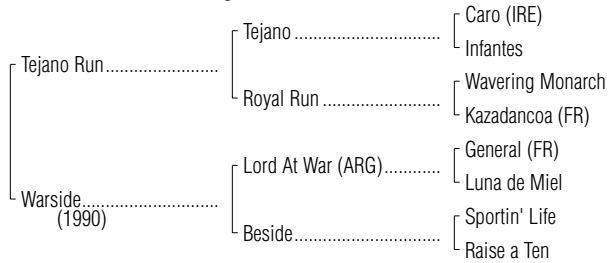 Caro (IRE)
Tejano
Infantes
Tejano Run
Wavering Monarch
Royal Run
Kazadancoa (FR)
General (FR)
Lord At War (ARG)
Luna de Miel
Warside
(1990)
Sportin' Life
Beside
Raise a Ten